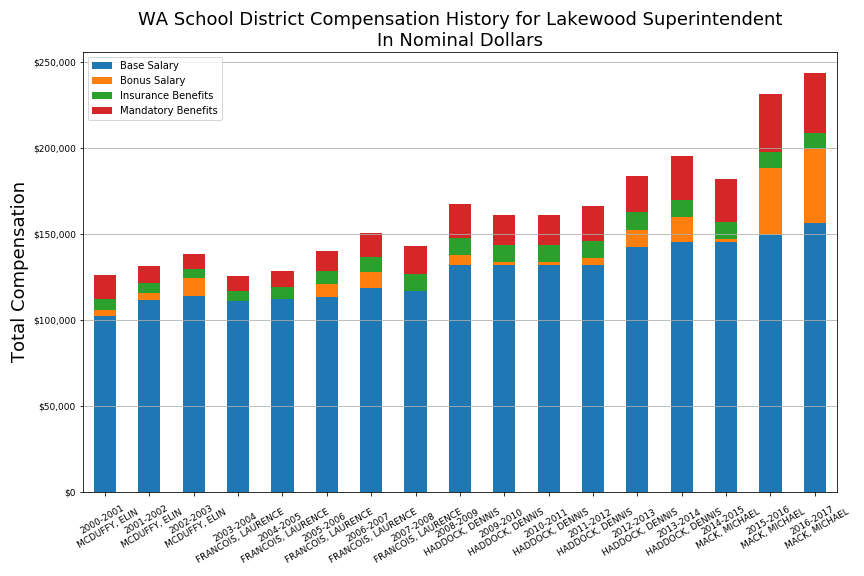 WA School District Compensation History for Lakewood Superintendent
In Nominal Dollars
Base Salary
Bonus Salary
Insurance Benefits
Mandatory Benefits
Total Compensation
$250,000
$200,000
$150,000
$100,000
$50,000
$0
2000-2001
MCDUFFY, ELIN
2001-2002
MCDUFFY, ELIN
2002-2003
MCDUFFY, ELIN
2003-2004
FRANCOIS, LAURENCE
2004-2005
FRANCOIS, LAURENCE
2005-2006
FRANCOIS, LAURENCE
2006-2007
FRANCOIS, LAURENCE
2007-2008
FRANCOIS, LAURENCE
2008-2009
HADDOCK, DENNIS
2009-2010
HADDOCK, DENNIS
2010-2011
HADDOCK, DENNIS
2011-2012
HADDOCK, DENNIS
2012-2013
HADDOCK, DENNIS
2013-2014
HADDOCK, DENNIS
2014-2015
MACK, MICHAEL
2015-2016
MACK, MICHAEL
2016-2017
MACK, MICHAEL